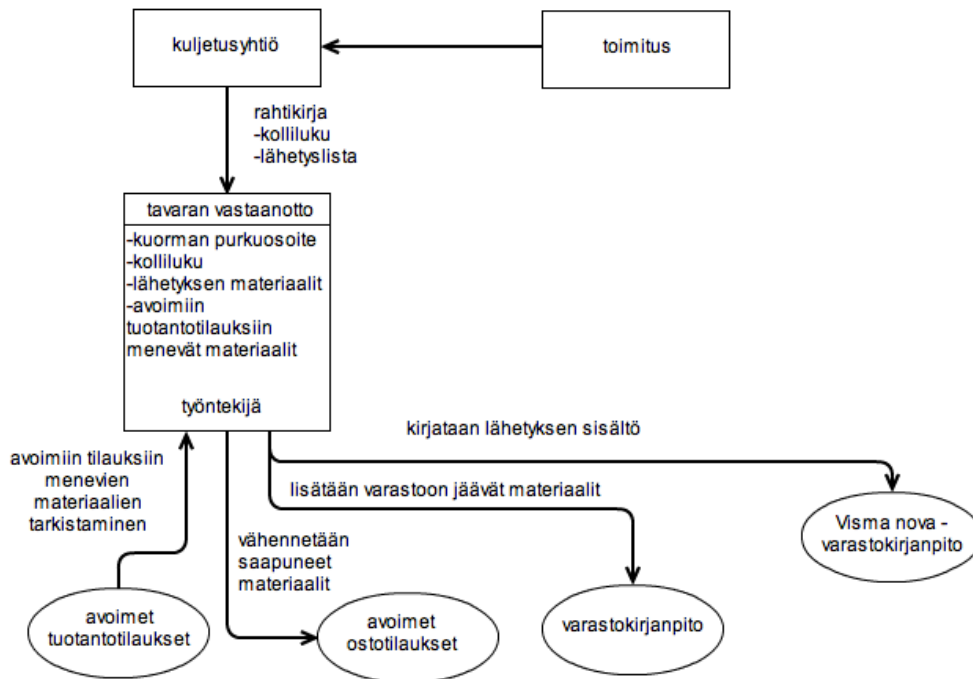 kuljetusyhtiö
toimitus
rahtikirja
-kolliluku
-lähetyslista
tavaran vastaanotto
-kuorman purkuosoite
-kolliluku
-lähetyksen materiaalit
-avoimiin
tuotantotilauksiin
menevät materiaalit
työntekijä
avoimiin tilauksiin
menevien
materiaalien
tarkistaminen
kirjataan lähetyksen sisältö
lisätään varastoon jäävät materiaalit
vähennetään
saapuneet
materiaalit
Visma nova -
varastokirjanpito
avoimet
tuotantotilaukset
avoimet
ostotilaukset
varastokirjanpito